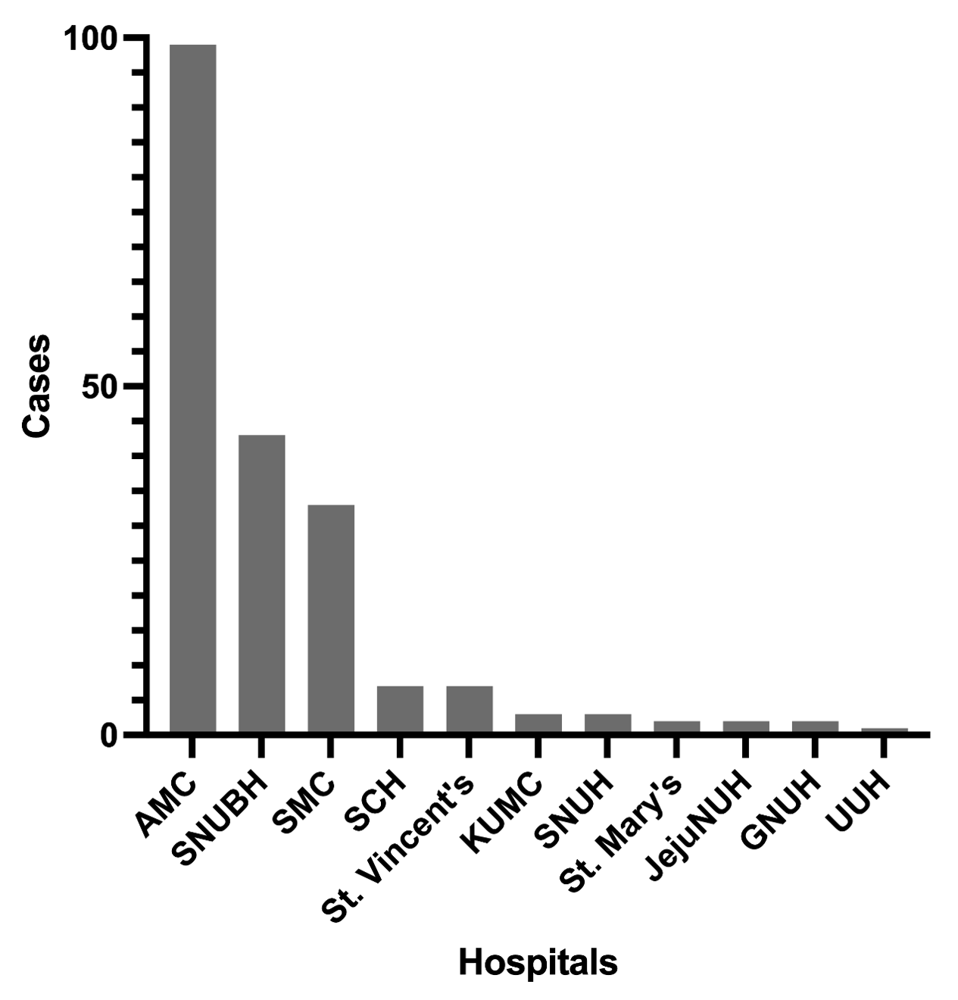 100
50
0
Cases
AMC
SNUBH
SMC
SCH
St. Vincent's
KUMC
SNUH
St. Mary's
JejuNUH
GNUH
UUH
Hospitals